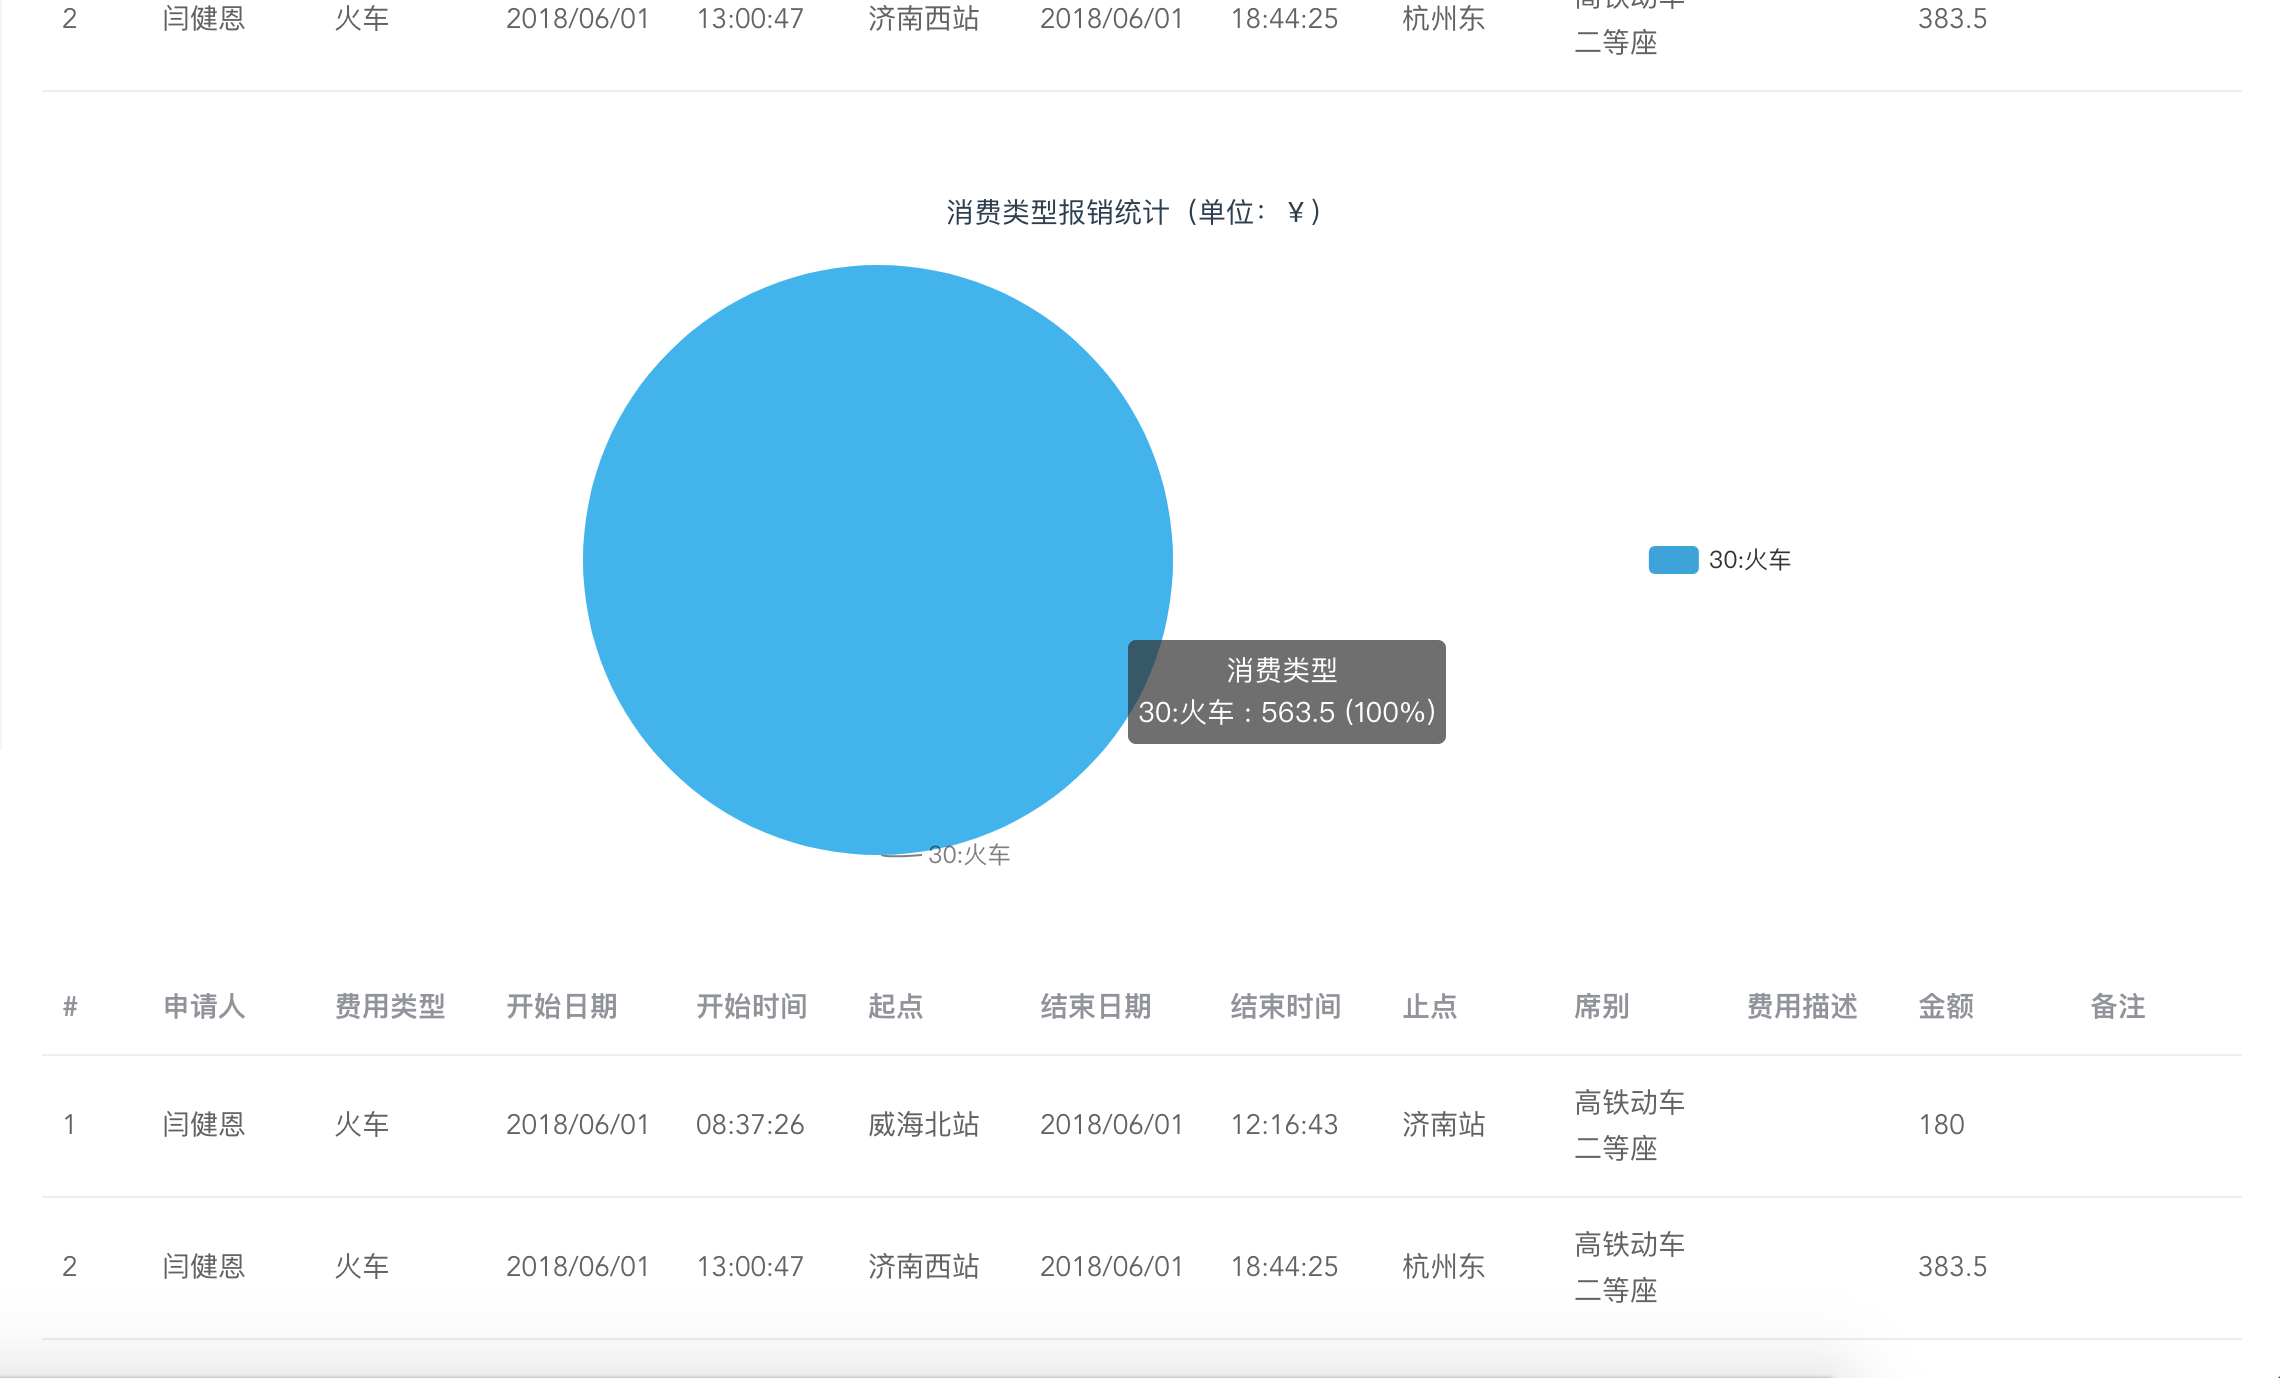 2 闫健恩 火车 2018/06/01 13:00:47 济南西站 2018/06/01 18:44:25 杭州东 高铁动车 383.5
二等座
消费类型报销统计（单位：¥）
30:火车
消费类型
30:火车 : 563.5 (100%)
30:火车
# 申请人 费用类型 开始日期 开始时间 起点 结束日期 结束时间 止点 席别 费用描述 金额 备注
1 闫健恩 火车 2018/06/01 08:37:26 威海北站 2018/06/01 12:16:43 济南站 高铁动车 180
二等座
2 闫健恩 火车 2018/06/01 13:00:47 济南西站 2018/06/01 18:44:25 杭州东 高铁动车 383.5
二等座